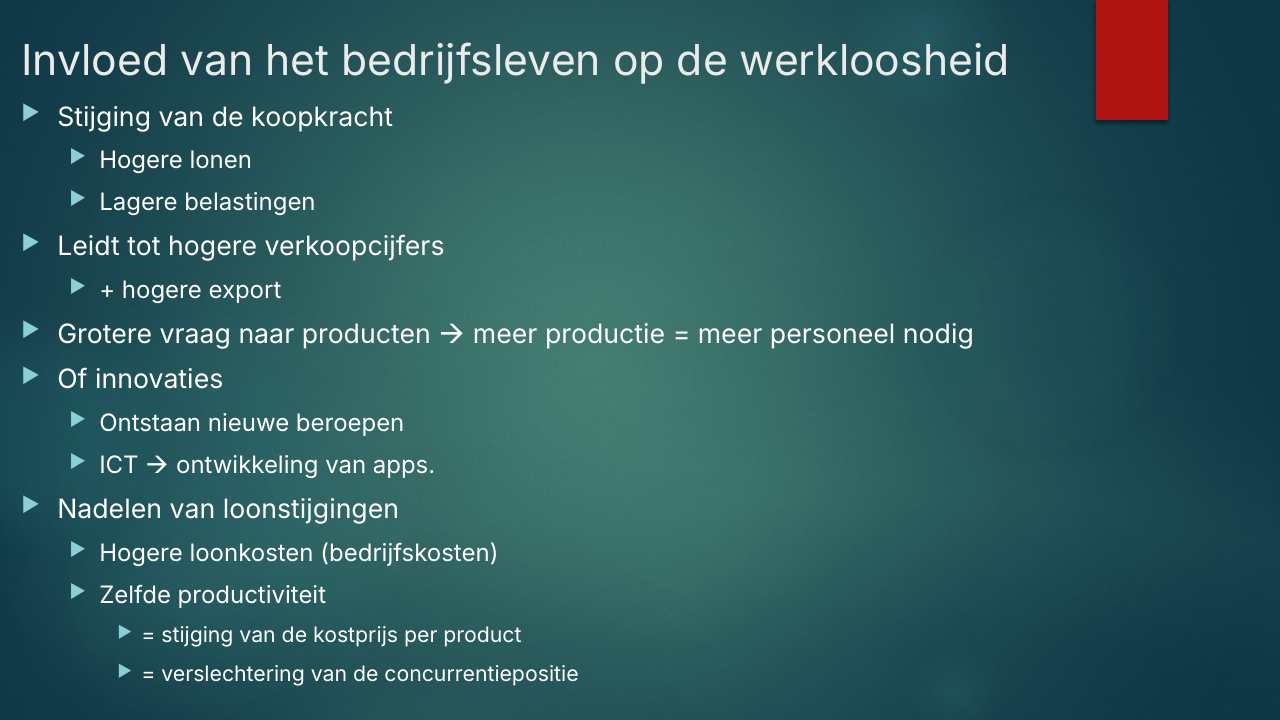 Invloed van het bedrijfsleven op de werkloosheid
Stijging van de koopkracht
Hogere lonen
Lagere belastingen
Leidt tot hogere verkoopcijfers
+ hogere export
Grotere vraag naar producten → meer productie = meer personeel nodig
Of innovaties
Ontstaan nieuwe beroepen
ICT → ontwikkeling van apps.
Nadelen van loonstijgingen
Hogere loonkosten (bedrijfskosten)
Zelfde productiviteit
= stijging van de kostprijs per product
= verslechtering van de concurrentiepositie